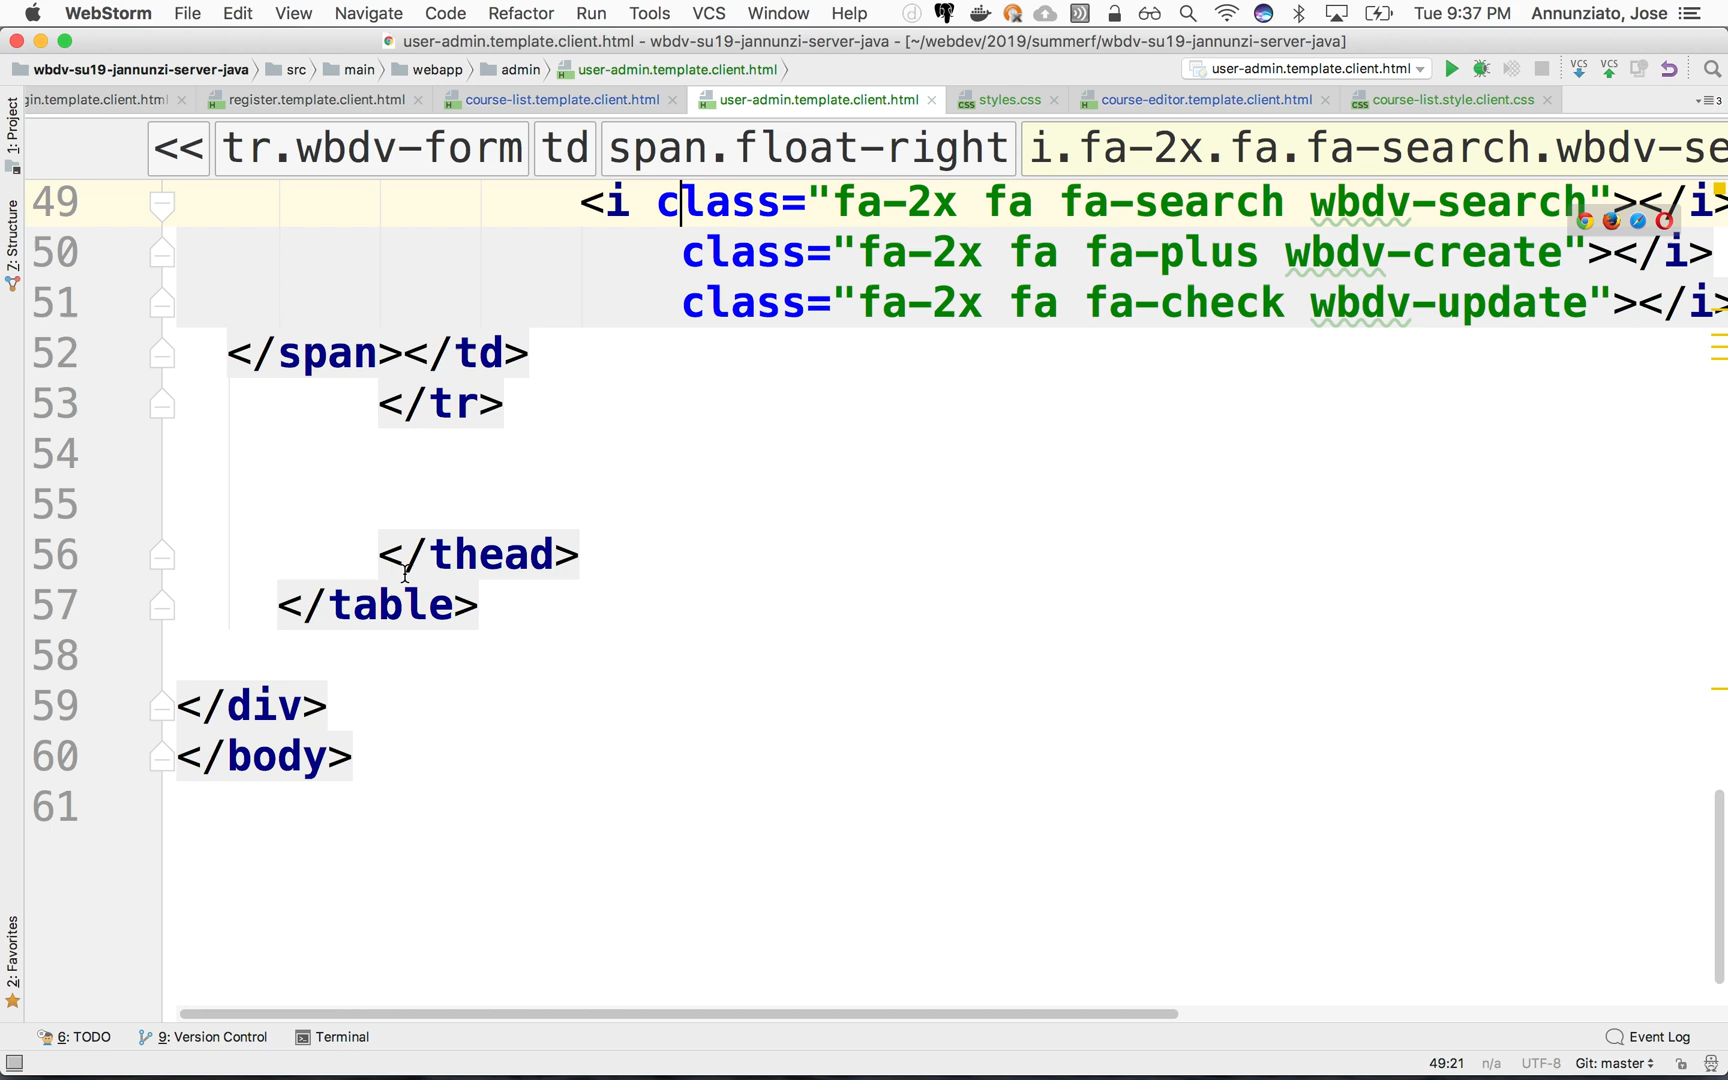 WebStorm File Edit View Navigate Code Refactor Run Tools VCS Window Help Tue 9:37 PM Annunziato, Jose
user-admin.template.client.html - wbdv-su19-jannunzi-server-java - [~/webdev/2019/summerf/wbdv-su19-jannunzi-server-java]
wbdv-su19-jannunzi-server-java src main webapp admin user-admin.template.client.html user-admin.template.client.html VCS VCS
gin.template.client.html register.template.client.html course-list.template.client.html user-admin.template.client.html styles.css course-editor.template.client.html course-list.style.client.css 3
<< tr.wbdv-form td span.float-right i.fa-2x.fa.fa-search.wbdv-se
49 <i class="fa-2x fa fa-search wbdv-search"></i>
50 class="fa-2x fa fa-plus wbdv-create"></i>
51 class="fa-2x fa fa-check wbdv-update"></i>
52 </span></td>
53 </tr>
54
55
56 </thead>
57 </table>
58
59 </div>
60 </body>
61
1: Project
7: Structure
2: Favorites
6: TODO 9: Version Control Terminal Event Log
49:21 n/a UTF-8 Git: master